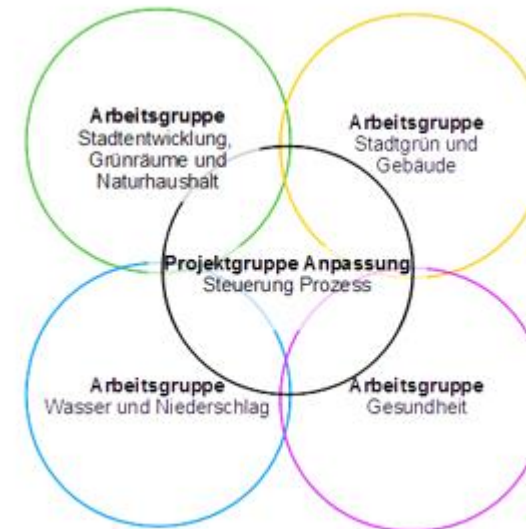 Arbeitsgruppe
Stadtentwicklung,
Grünräume und
Naturhaushalt
Arbeitsgruppe
Stadtgrün und
Gebäude
Projektgruppe Anpassung
Steuerung Prozess
Arbeitsgruppe
Wasser und Niederschlag
Arbeitsgruppe
Gesundheit